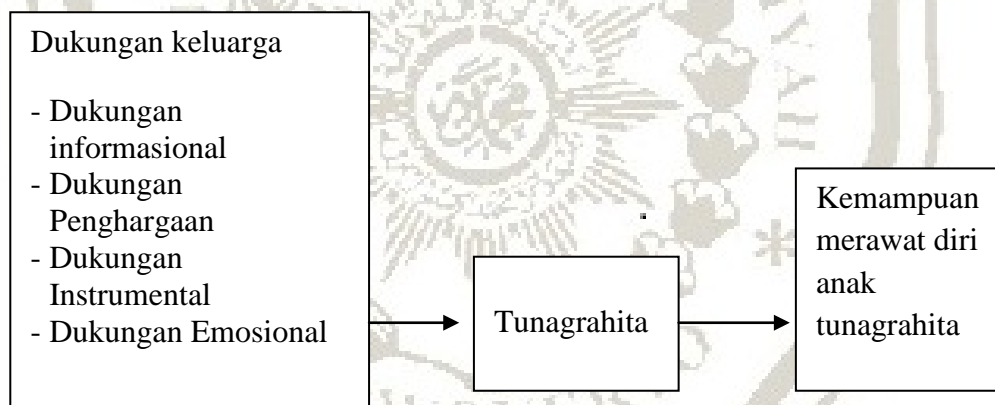 Dukungan keluarga
- Dukungan
informasional
- Dukungan
Penghargaan
- Dukungan
Instrumental
- Dukungan Emosional
Tunagrahita
Kemampuan
merawat diri
anak
tunagrahita